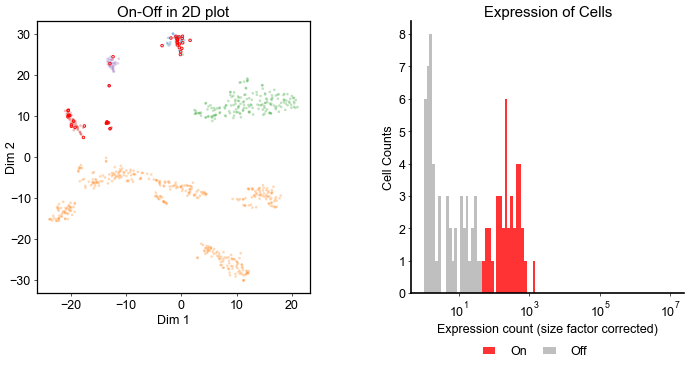 On-Off in 2D plot
30
20
10
0
−10
−20
−30
Dim 2
−20 −10 0 10 20
Dim 1
Expression of Cells
8
7
6
5
4
3
2
1
0
Cell Counts
10^1 10^3 10^5 10^7
Expression count (size factor corrected)
On Off